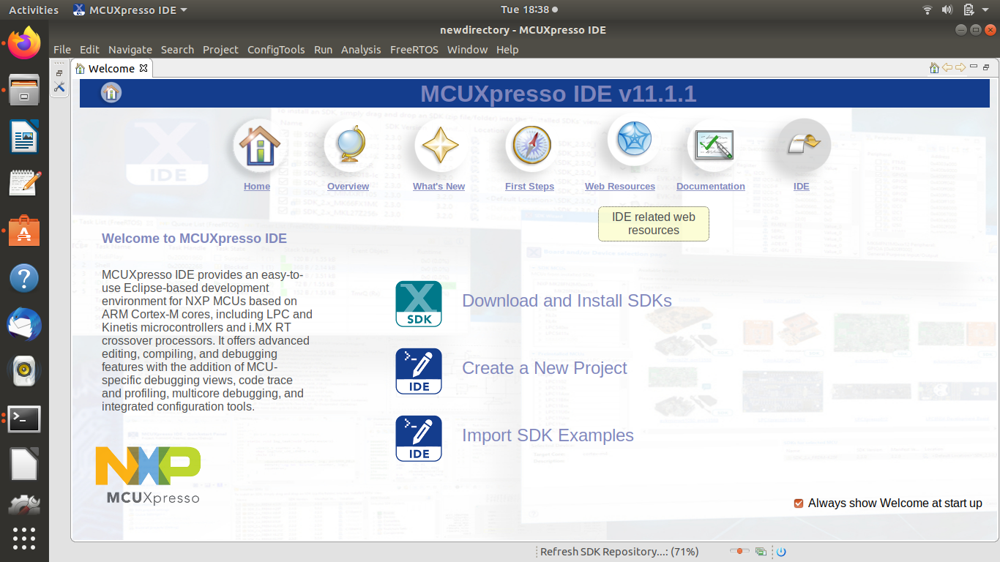 Activities
MCUXpresso IDE
Tue 18:38
newdirectory - MCUXpresso IDE
File Edit Navigate Search Project ConfigTools Run Analysis FreeRTOS Window Help
Welcome
MCUXpresso IDE v11.1.1
IDE
Home
Overview
What's New
First Steps
Web Resources
Documentation
IDE
IDE related web
resources
Welcome to MCUXpresso IDE
MCUXpresso IDE provides an easy-to-
use Eclipse-based development
environment for NXP MCUs based on
ARM Cortex-M cores, including LPC and
Kinetis microcontrollers and i.MX RT
crossover processors. It offers advanced
editing, compiling, and debugging
features with the addition of MCU-
specific debugging views, code trace
and profiling, multicore debugging, and
integrated configuration tools.
X
SDK
Download and Install SDKs
IDE
Create a New Project
IDE
Import SDK Examples
NXP
MCUXpresso
Always show Welcome at start up
Refresh SDK Repository...: (71%)